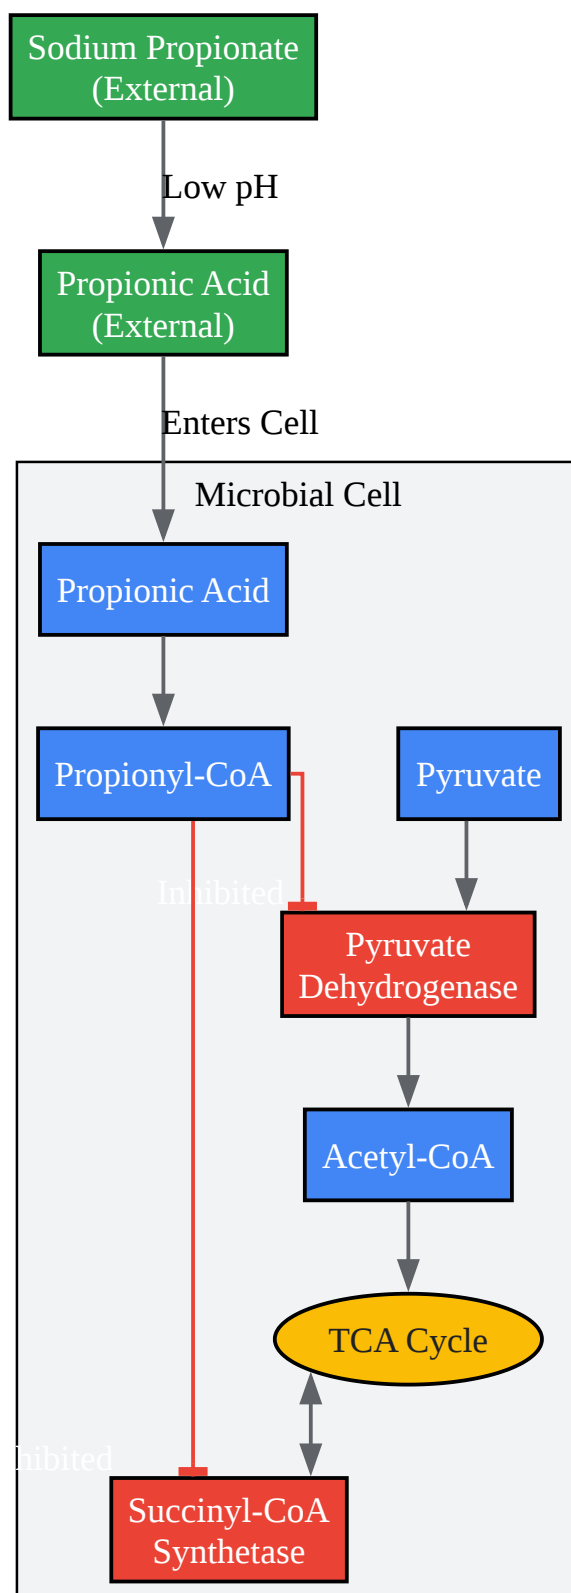 Sodium Propionate
(External)
Low pH
Propionic Acid
(External)
Enters Cell
Microbial Cell
Propionic Acid
Propionyl-CoA
Pyruvate
Inhibited
Pyruvate
Dehydrogenase
Acetyl-CoA
TCA Cycle
hibited
Succinyl-CoA
Synthetase